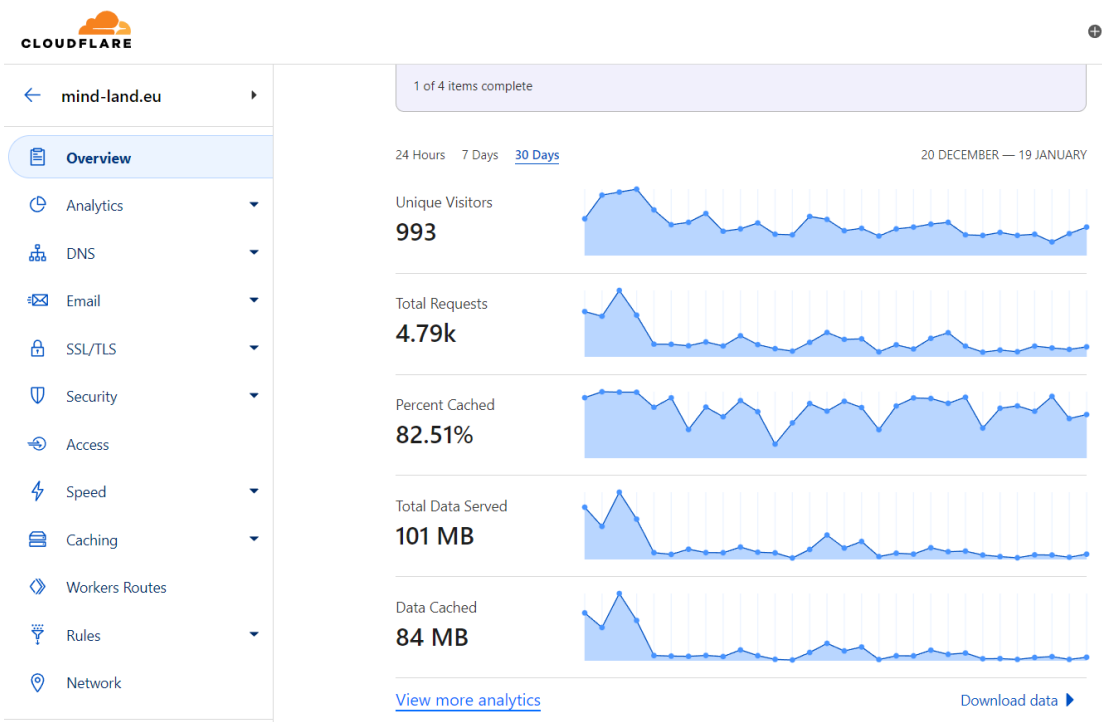 CLOUDFLARE
mind-land.eu
Overview
Analytics
DNS
Email
SSL/TLS
Security
Access
Speed
Caching
Workers Routes
Rules
Network
1 of 4 items complete
24 Hours 7 Days 30 Days 20 DECEMBER — 19 JANUARY
Unique Visitors
993
Total Requests
4.79k
Percent Cached
82.51%
Total Data Served
101 MB
Data Cached
84 MB
View more analytics Download data